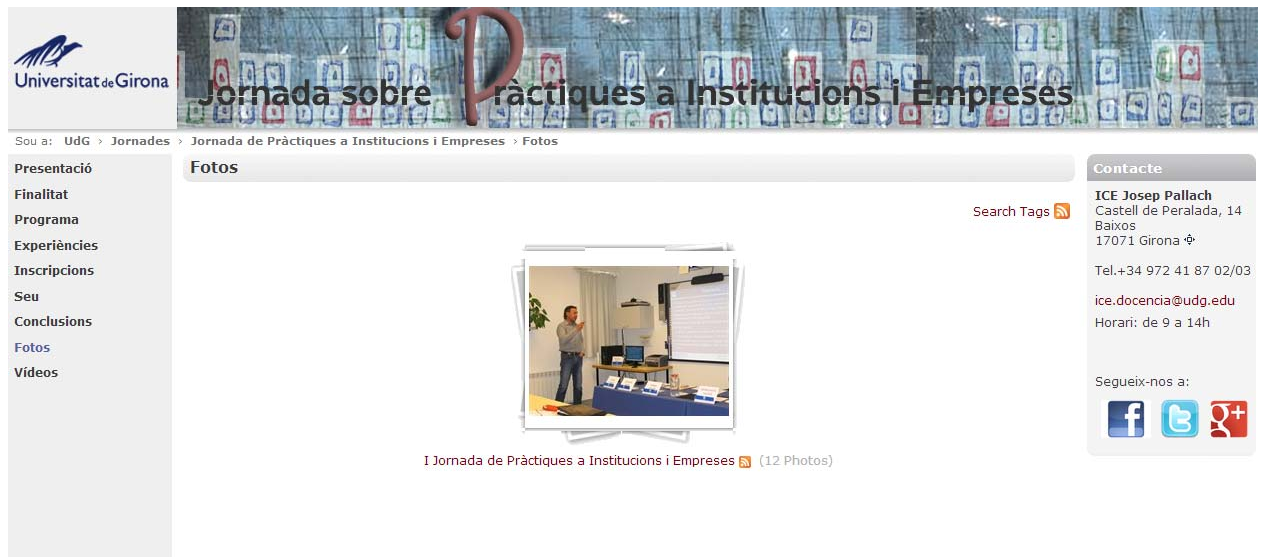 Universitat de Girona
Jornada sobre Pràctiques a Institucions i Empreses
Sou a: UdG › Jornades › Jornada de Pràctiques a Institucions i Empreses › Fotos
Presentació
Finalitat
Programa
Experiències
Inscripcions
Seu
Conclusions
Fotos
Vídeos
Fotos
Search Tags
I Jornada de Pràctiques a Institucions i Empreses (12 Photos)
Contacte
ICE Josep Pallach
Castell de Peralada, 14
Baixos
17071 Girona
Tel.+34 972 41 87 02/03
ice.docencia@udg.edu
Horari: de 9 a 14h
Segueix-nos a: